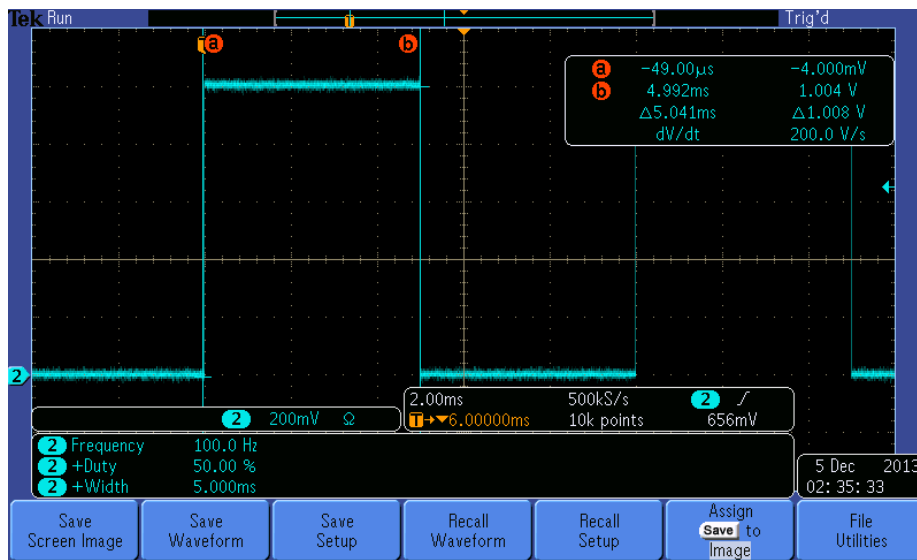 Tek Run Trig'd
T a b
a -49.00µs -4.000mV
b 4.992ms 1.004 V
△5.041ms △1.008 V
dV/dt 200.0 V/s
2
2 200mV Ω
2.00ms 500kS/s 2
T→▼6.00000ms 10k points 656mV
2 Frequency 100.0 Hz
2 +Duty 50.00 %
2 +Width 5.000ms
5 Dec 2013
02:35:33
Save Screen Image
Save Waveform
Save Setup
Recall Waveform
Recall Setup
Assign Save to Image
File Utilities